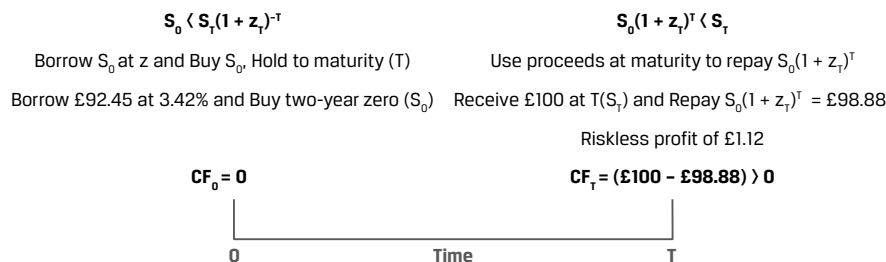 S₀ ⟨ S_T(1 + z_T)^–T
S₀(1 + z_T)^T ⟨ S_T
Borrow S₀ at z and Buy S₀, Hold to maturity (T)
Use proceeds at maturity to repay S₀(1 + z_T)^T
Borrow £92.45 at 3.42% and Buy two-year zero (S₀)
Receive £100 at T(S_T) and Repay S₀(1 + z_T)^T = £98.88
Riskless profit of £1.12
CF₀ = 0
CF_T = (£100 – £98.88) ⟩ 0
0
Time
T